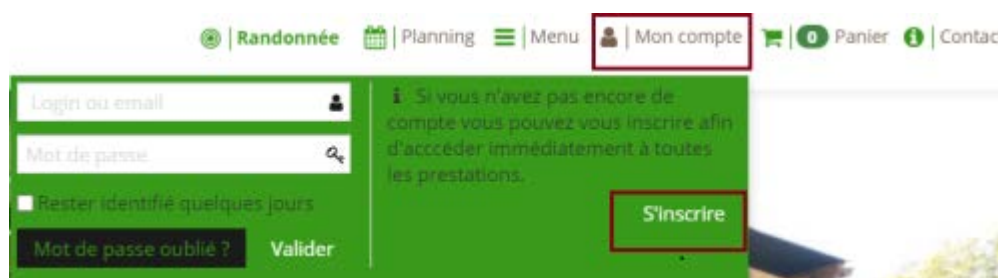 | Randonnée | Planning | Menu | Mon compte | 0 Panier | Contac
Login ou email
Mot de passe
Rester identifié quelques jours
Mot de passe oublié ? Valider
i Si vous n'avez pas encore de
compte vous pouvez vous inscrire afin
d'acccéder immédiatement à toutes
les prestations.
S'inscrire